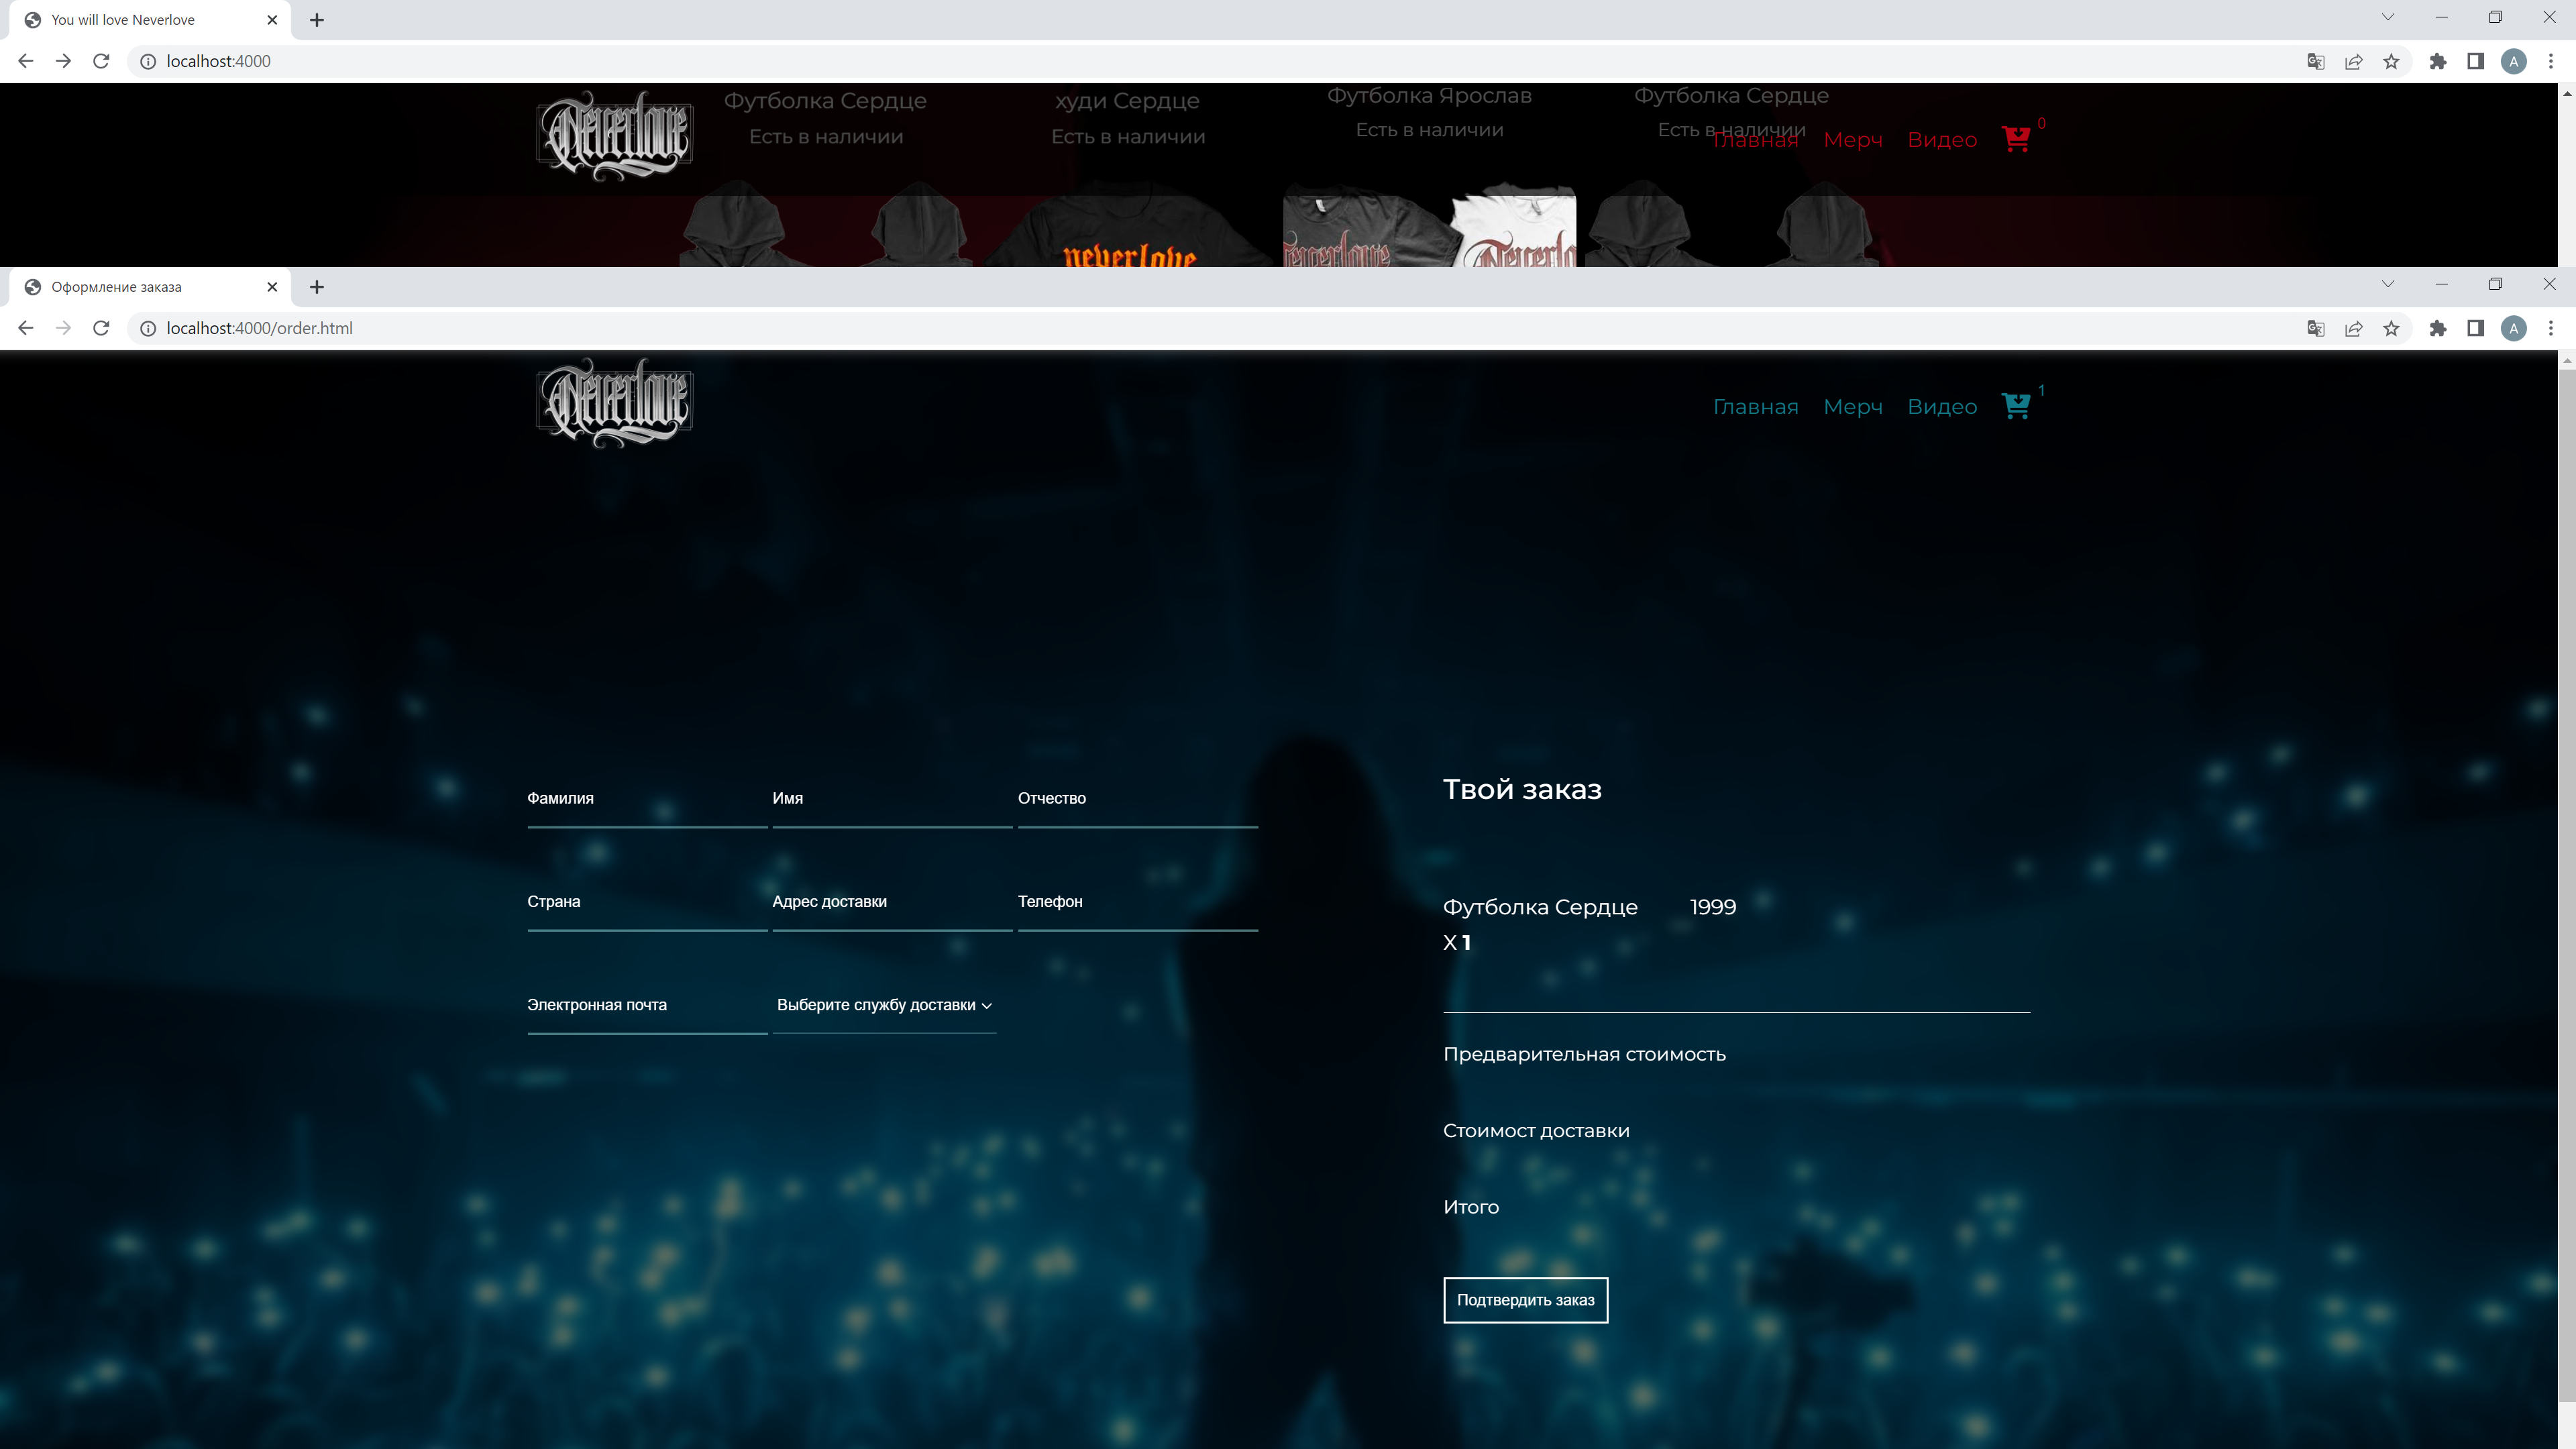 You will love Neverlove
localhost:4000
A
Neverlove
Футболка Сердце
худи Сердце
Футболка Ярослав
Футболка Сердце
Есть в наличии
Есть в наличии
Есть в наличии
Есть в наличии
Главная Мерч Видео 0
neverlove
Neverlove
Neverlove
Оформление заказа
localhost:4000/order.html
A
Neverlove
Главная Мерч Видео 1
Фамилия Имя Отчество
Страна Адрес доставки Телефон
Электронная почта Выберите службу доставки
Твой заказ
Футболка Сердце 1999
X 1
Предварительная стоимость
Стоимост доставки
Итого
Подтвердить заказ